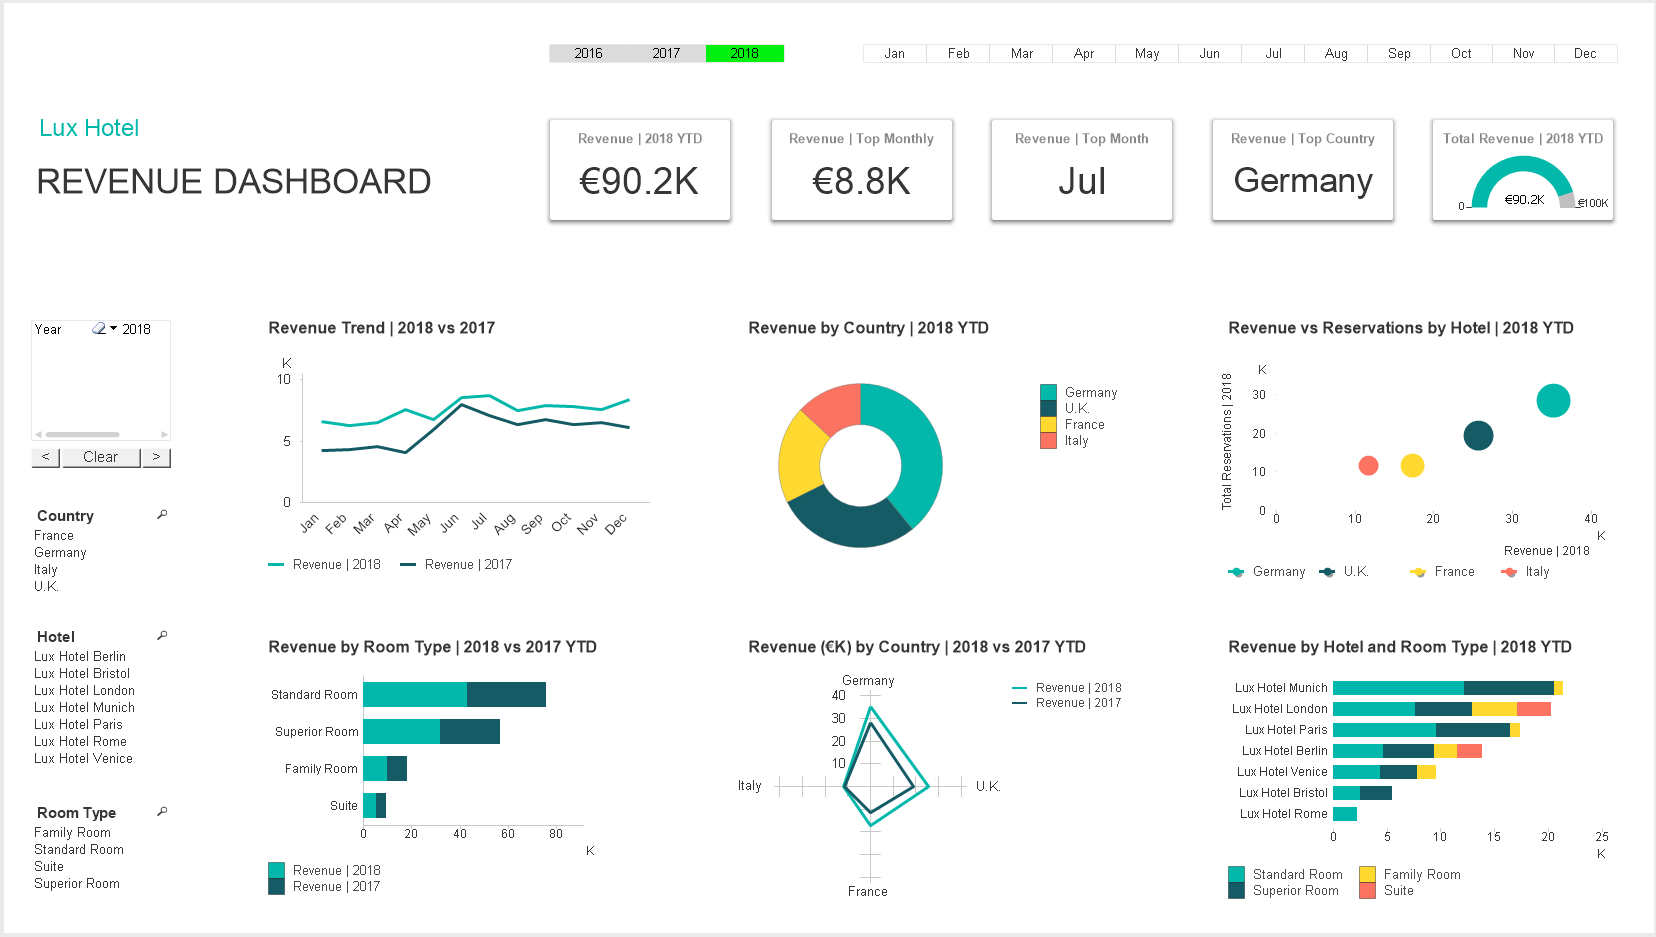 2016 2017 2018 Jan Feb Mar Apr May Jun Jul Aug Sep Oct Nov Dec
Lux Hotel
REVENUE DASHBOARD
Revenue | 2018 YTD
€90.2K
Revenue | Top Monthly
€8.8K
Revenue | Top Month
Jul
Revenue | Top Country
Germany
Total Revenue | 2018 YTD
0
€90.2K
€100K
Year 2018
< Clear >
Country
France
Germany
Italy
U.K.
Hotel
Lux Hotel Berlin
Lux Hotel Bristol
Lux Hotel London
Lux Hotel Munich
Lux Hotel Paris
Lux Hotel Rome
Lux Hotel Venice
Room Type
Family Room
Standard Room
Suite
Superior Room
Revenue Trend | 2018 vs 2017
K
10
5
0
Jan Feb Mar Apr May Jun Jul Aug Sep Oct Nov Dec
Revenue | 2018 Revenue | 2017
Revenue by Country | 2018 YTD
Germany
U.K.
France
Italy
Revenue vs Reservations by Hotel | 2018 YTD
Total Reservations | 2018
K
30
20
10
0
0 10 20 30 40
K
Revenue | 2018
Germany U.K. France Italy
Revenue by Room Type | 2018 vs 2017 YTD
Standard Room
Superior Room
Family Room
Suite
0 20 40 60 80
K
Revenue | 2018
Revenue | 2017
Revenue (€K) by Country | 2018 vs 2017 YTD
Germany
40
30
20
10
Italy U.K.
France
Revenue | 2018
Revenue | 2017
Revenue by Hotel and Room Type | 2018 YTD
Lux Hotel Munich
Lux Hotel London
Lux Hotel Paris
Lux Hotel Berlin
Lux Hotel Venice
Lux Hotel Bristol
Lux Hotel Rome
0 5 10 15 20 25
K
Standard Room Family Room
Superior Room Suite